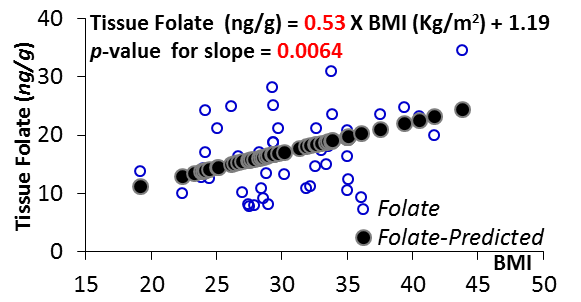 Tissue Folate (ng/g) = 0.53 X BMI (Kg/m²) + 1.19
p-value for slope = 0.0064
Tissue Folate (ng/g)
40
30
20
10
0
Folate
Folate-Predicted
BMI
15 20 25 30 35 40 45 50